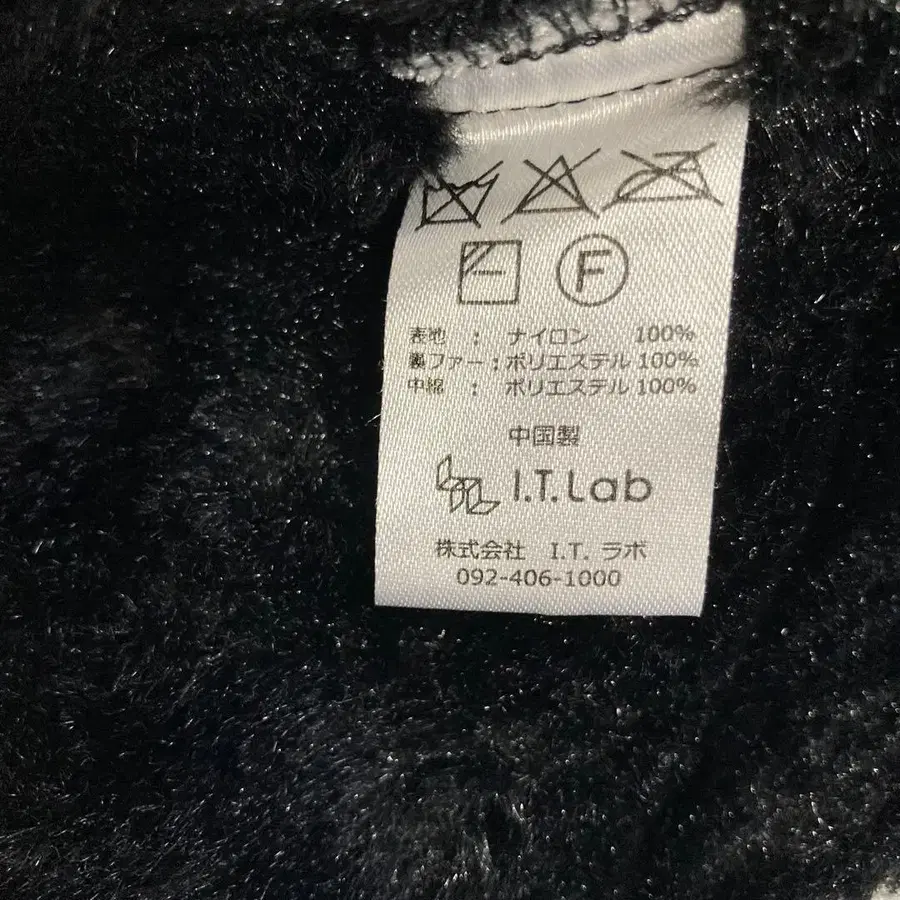 F
表地 : ナイロン 100%
裏ファー : ポリエステル 100%
中綿 : ポリエステル 100%
中国製
I.T.Lab
株式会社 I.T. ラボ
092-406-1000